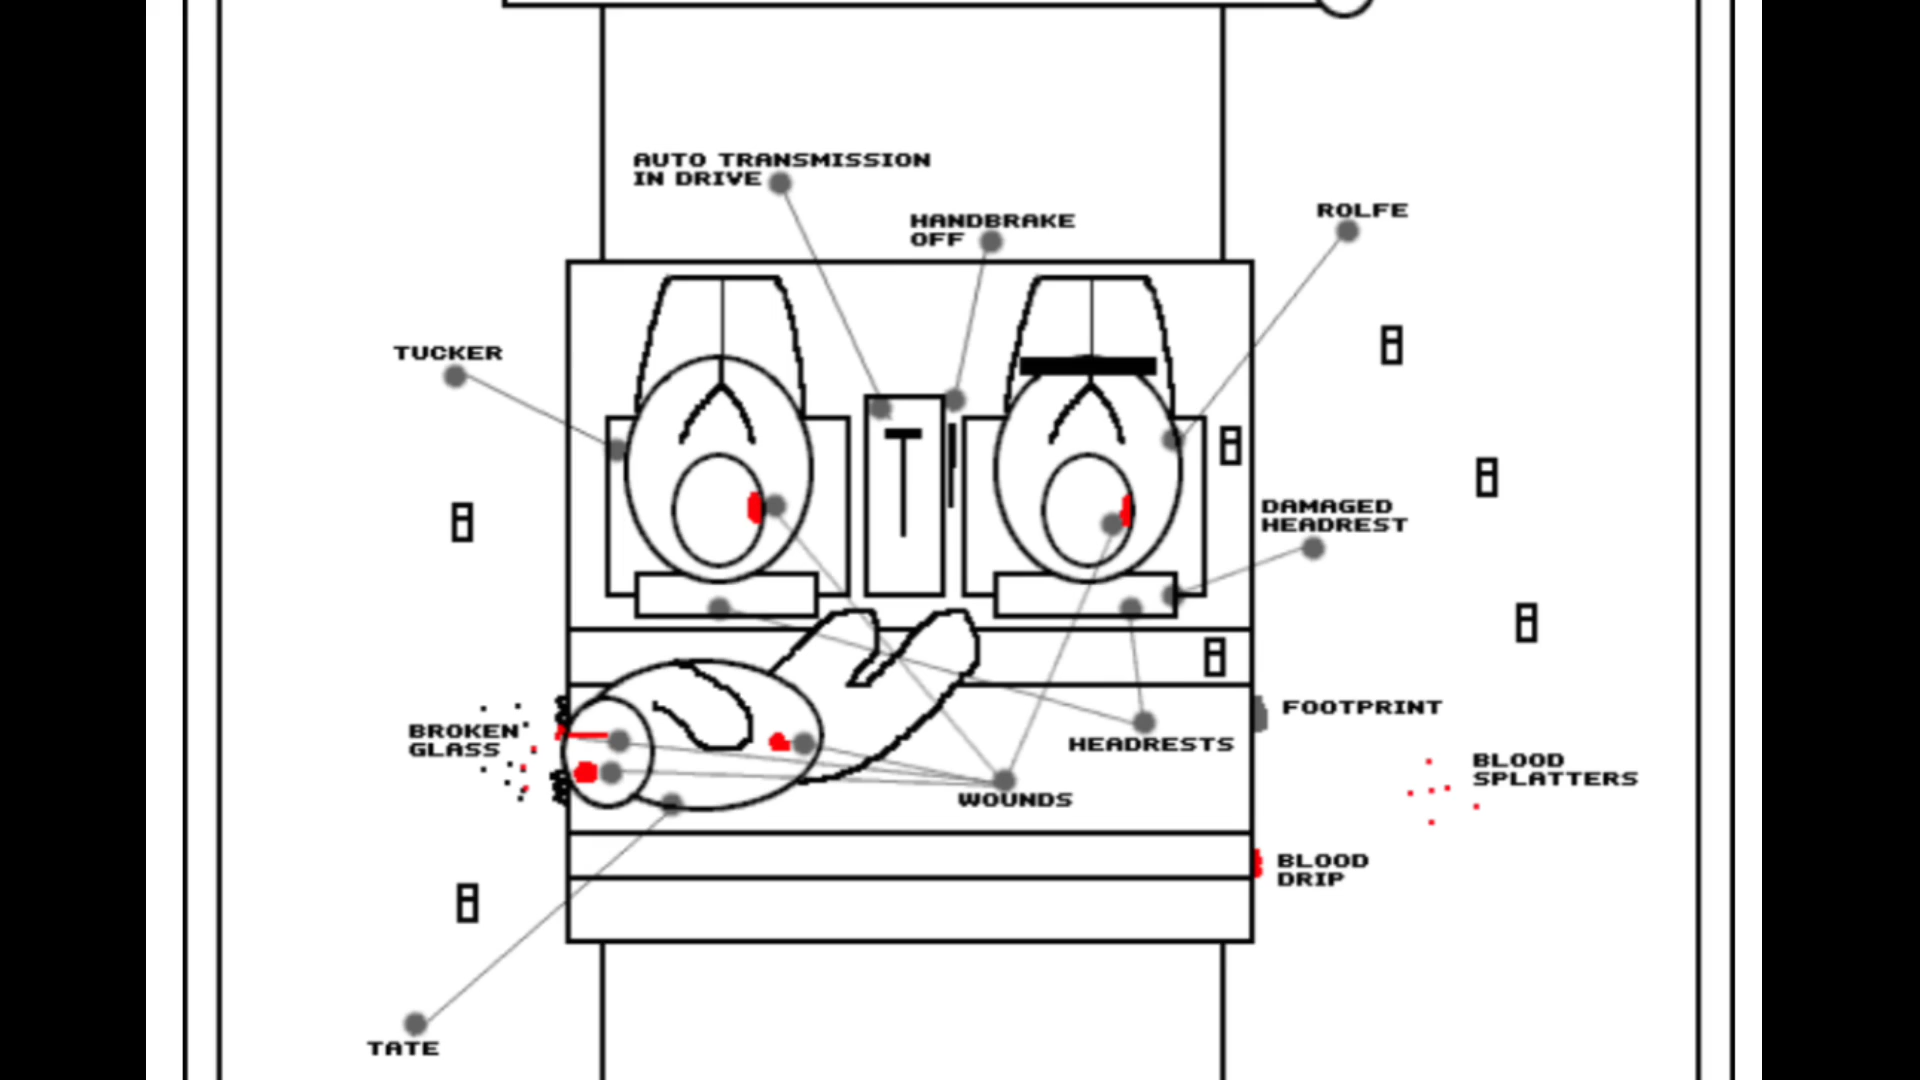 AUTO TRANSMISSION
IN DRIVE
HANDBRAKE
OFF
ROLFE
TUCKER
DAMAGED
HEADREST
FOOTPRINT
BROKEN
GLASS
HEADRESTS
BLOOD
SPLATTERS
WOUNDS
BLOOD
DRIP
TATE